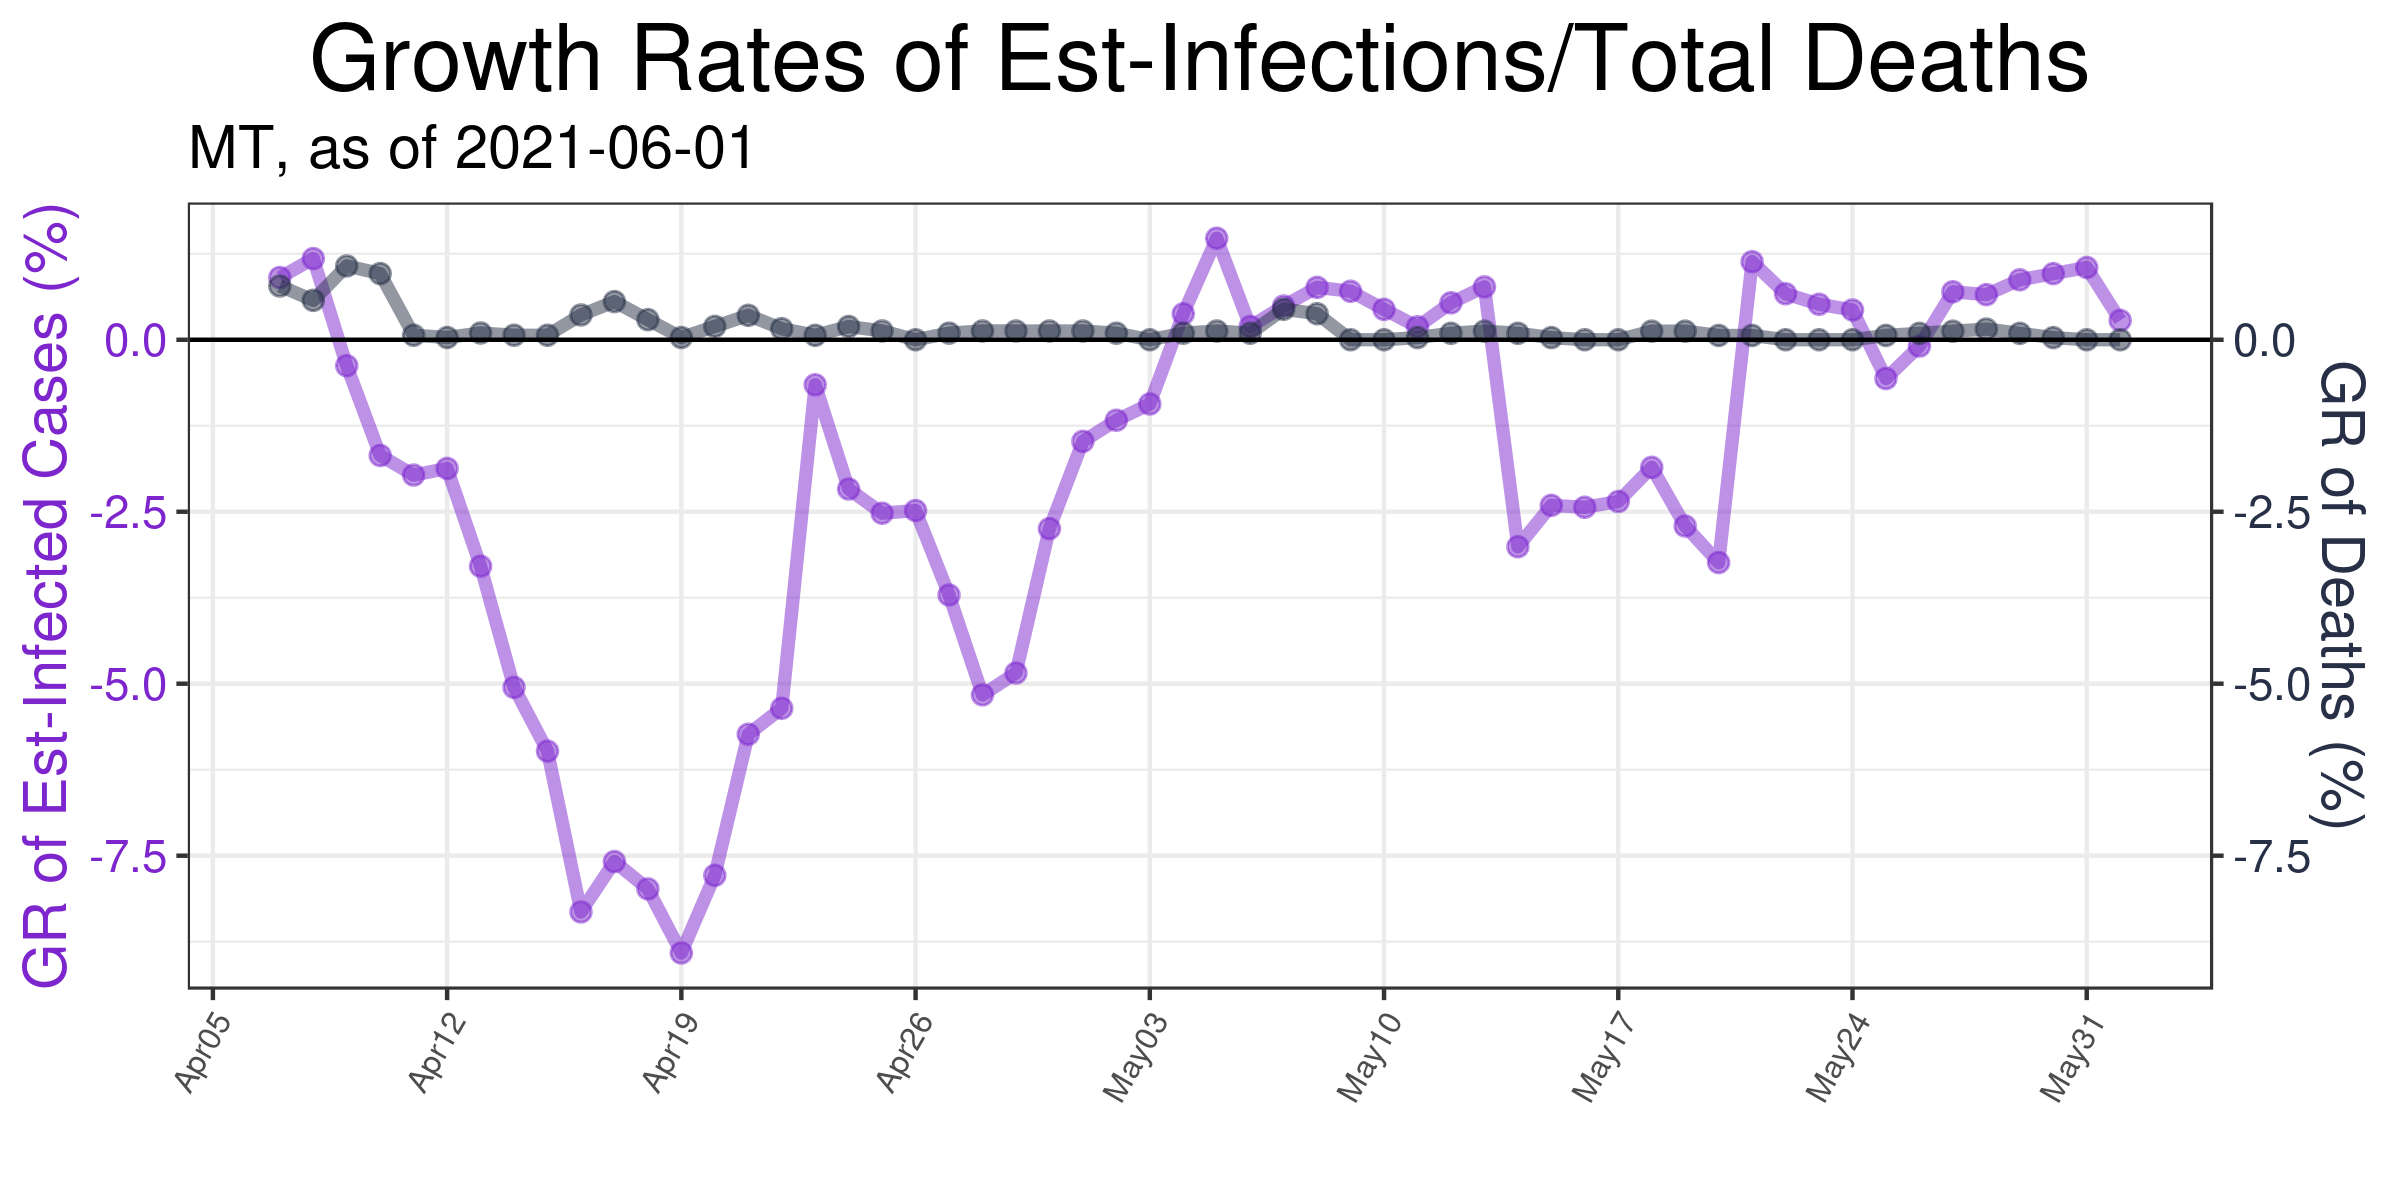 Growth Rates of Est-Infections/Total Deaths
MT, as of 2021-06-01
GR of Est-Infected Cases (%)
0.0
-2.5
-5.0
-7.5
0.0
-2.5
-5.0
-7.5
GR of Deaths (%)
Apr05
Apr12
Apr19
Apr26
May03
May10
May17
May24
May31